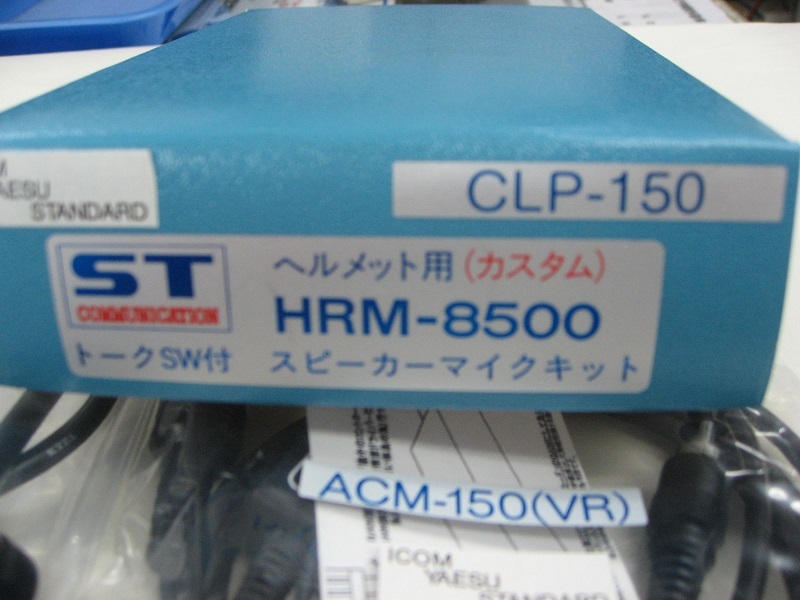 YAESU
STANDARD
CLP-150
ST
COMMUNICATION
ヘルメット用(カスタム)
HRM-8500
トークSW付 スピーカーマイクキット
ACM-150(VR)
ICOM
YAESU
STANDARD